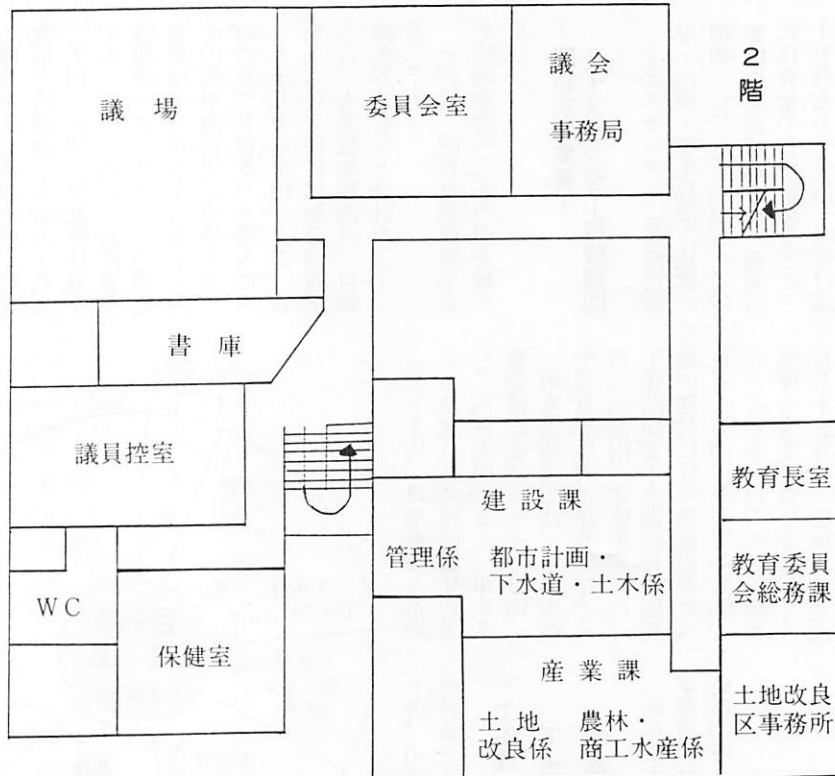 2階
議場
委員会室
議会
事務局
書庫
議員控室
建設課
管理係
都市計画・
下水道・土木係
教育長室
教育委員
会総務課
WC
保健室
産業課
土地
改良係
農林・
商工水産係
土地改良
区事務所